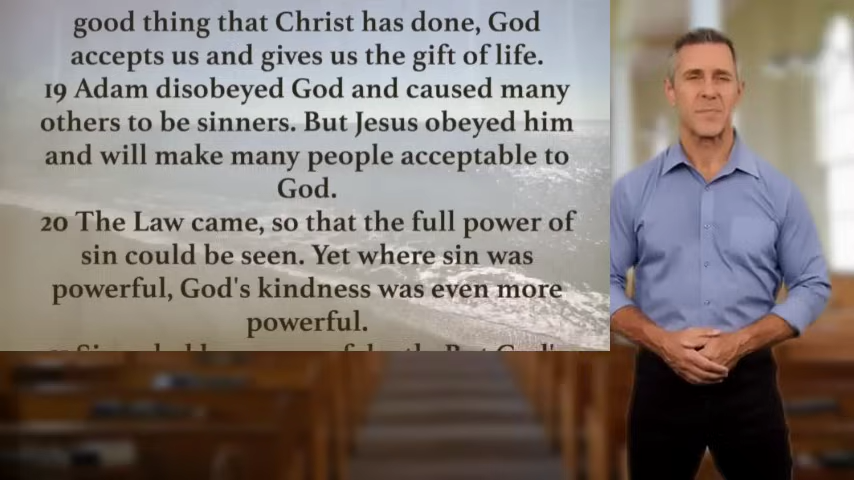 good thing that Christ has done, God
accepts us and gives us the gift of life.
19 Adam disobeyed God and caused many
others to be sinners. But Jesus obeyed him
and will make many people acceptable to
God.
20 The Law came, so that the full power of
sin could be seen. Yet where sin was
powerful, God's kindness was even more
powerful.